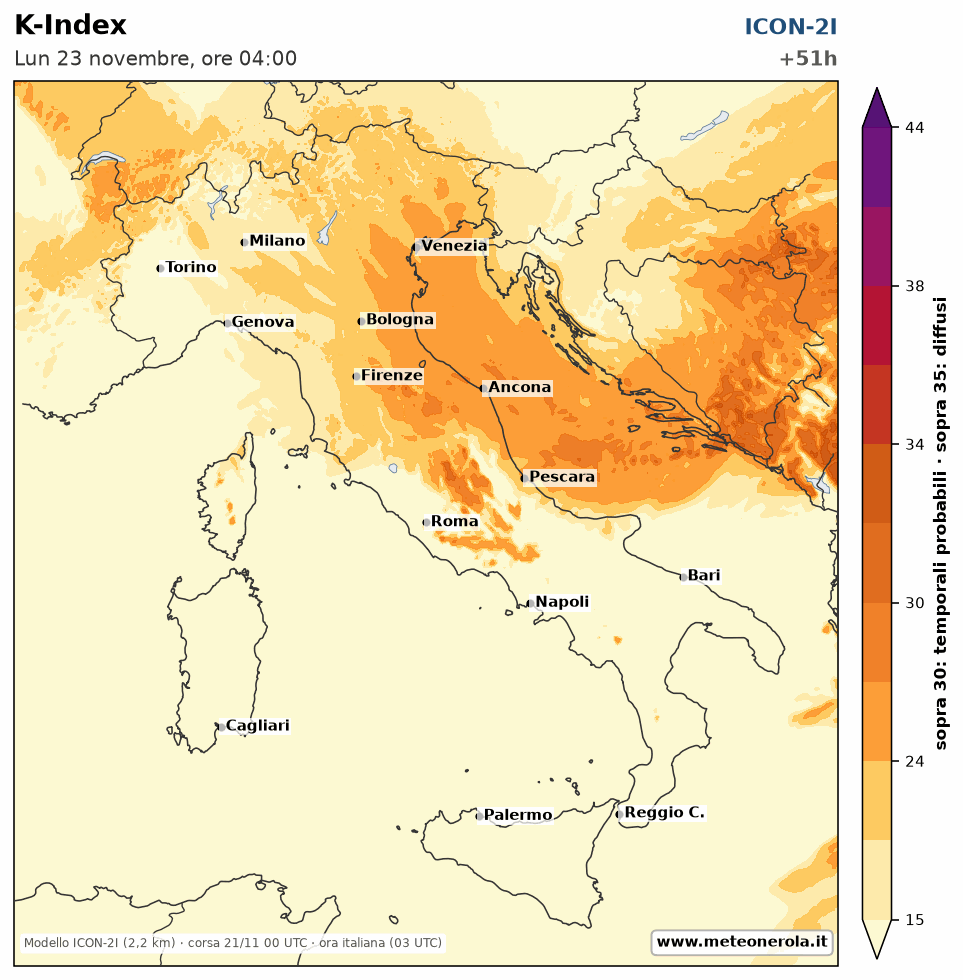 K-Index
ICON-2I
Lun 23 novembre, ore 04:00
+51h
Milano
Venezia
Torino
Genova
Bologna
Firenze
Ancona
Pescara
Roma
Bari
Napoli
Cagliari
Palermo
Reggio C.
44
38
34
30
24
15
sopra 30: temporali probabili · sopra 35: diffusi
Modello ICON-2I (2,2 km) · corsa 21/11 00 UTC · ora italiana (03 UTC)
www.meteonerola.it